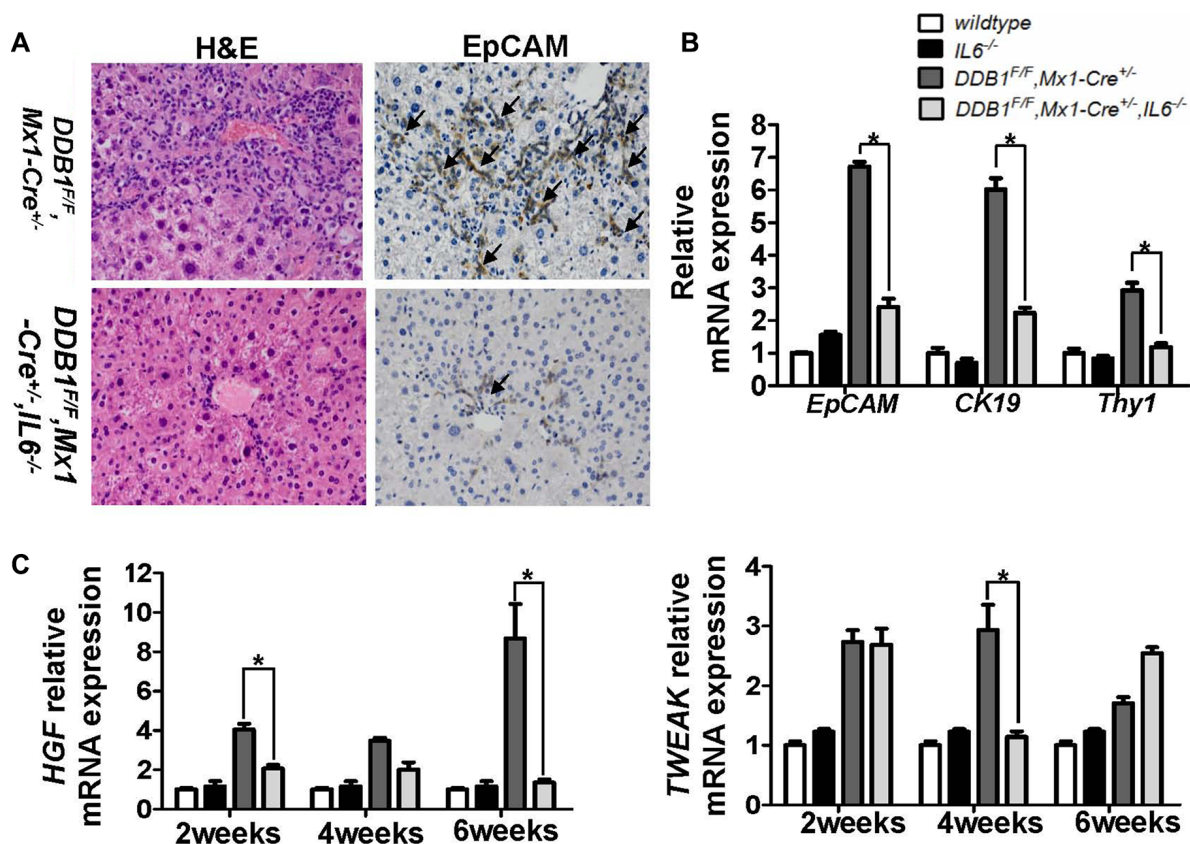 A
H&E
EpCAM
DDB1F/F,
Mx1-Cre+/-
DDB1F/F,Mx1
-Cre+/-,IL6-/-
B
wildtype
IL6-/-
DDB1F/F,Mx1-Cre+/-
DDB1F/F,Mx1-Cre+/-,IL6-/-
Relative
mRNA expression
8
7
6
5
4
3
2
1
0
*
*
*
EpCAM
CK19
Thy1
C
HGF relative
mRNA expression
12
10
8
6
4
2
0
*
*
2weeks
4weeks
6weeks
TWEAK relative
mRNA expression
4
3
2
1
0
*
2weeks
4weeks
6weeks